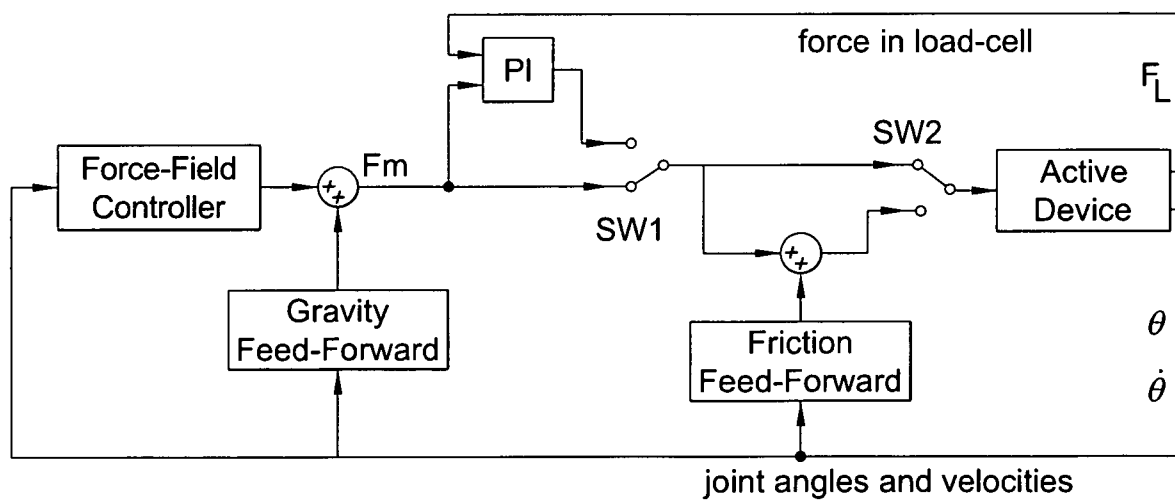 force in load-cell
PI
F_L
SW2
Force-Field
Controller
+
+
Fm
SW1
Active
Device
+
+
Gravity
Feed-Forward
Friction
Feed-Forward
θ
θ̇
joint angles and velocities